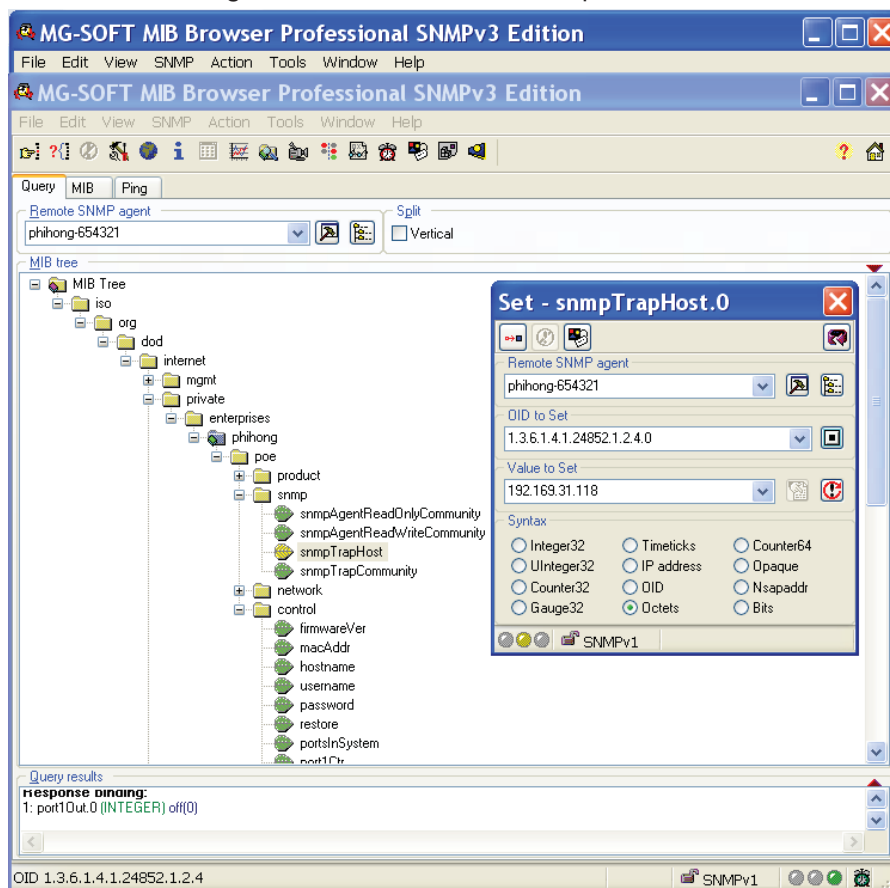 MG-SOFT MIB Browser Professional SNMPv3 Edition
File Edit View SNMP Action Tools Window Help
MG-SOFT MIB Browser Professional SNMPv3 Edition
File Edit View SNMP Action Tools Window Help
Query MIB Ping
Remote SNMP agent
phihong-654321
Split
Vertical
MIB tree
MIB Tree
iso
org
dod
internet
mgmt
private
enterprises
phihong
poe
product
snmp
snmpAgentReadOnlyCommunity
snmpAgentReadWriteCommunity
snmpTrapHost
snmpTrapCommunity
network
control
firmwareVer
macAddr
hostname
username
password
restore
portsInSystem
port1Ctr
Set - snmpTrapHost.0
Remote SNMP agent
phihong-654321
OID to Set
1.3.6.1.4.1.24852.1.2.4.0
Value to Set
192.169.31.118
Syntax
Integer32 Timeticks Counter64
UInteger32 IP address Opaque
Counter32 OID Nsapaddr
Gauge32 Octets Bits
SNMPv1
Query results
Response binding:
1: port1Out.0 (INTEGER) off(0)
OID 1.3.6.1.4.1.24852.1.2.4
SNMPv1